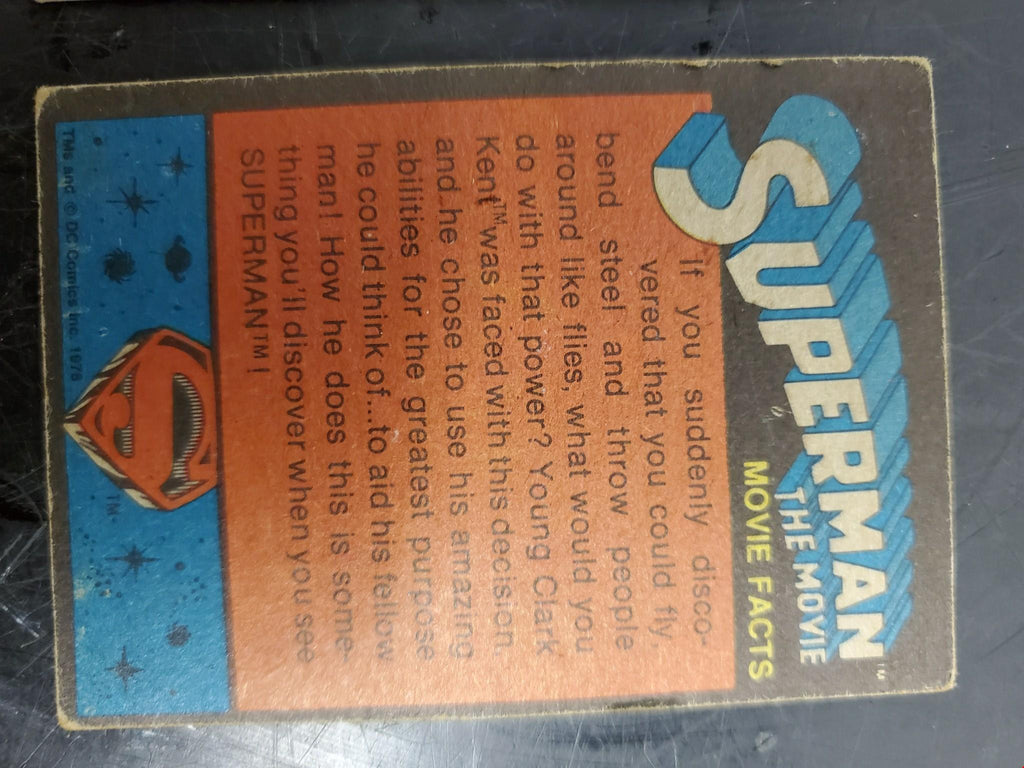 SUPERMAN™
THE MOVIE
MOVIE FACTS
If you suddenly disco-
vered that you could fly,
bend steel and throw people
around like flies, what would you
do with that power? Young Clark
Kent™ was faced with this decision,
and he chose to use his amazing
abilities for the greatest purpose
he could think of...to aid his fellow
man! How he does this is some-
thing you'll discover when you see
SUPERMAN™!
TM
TMs and © DC Comics Inc. 1978